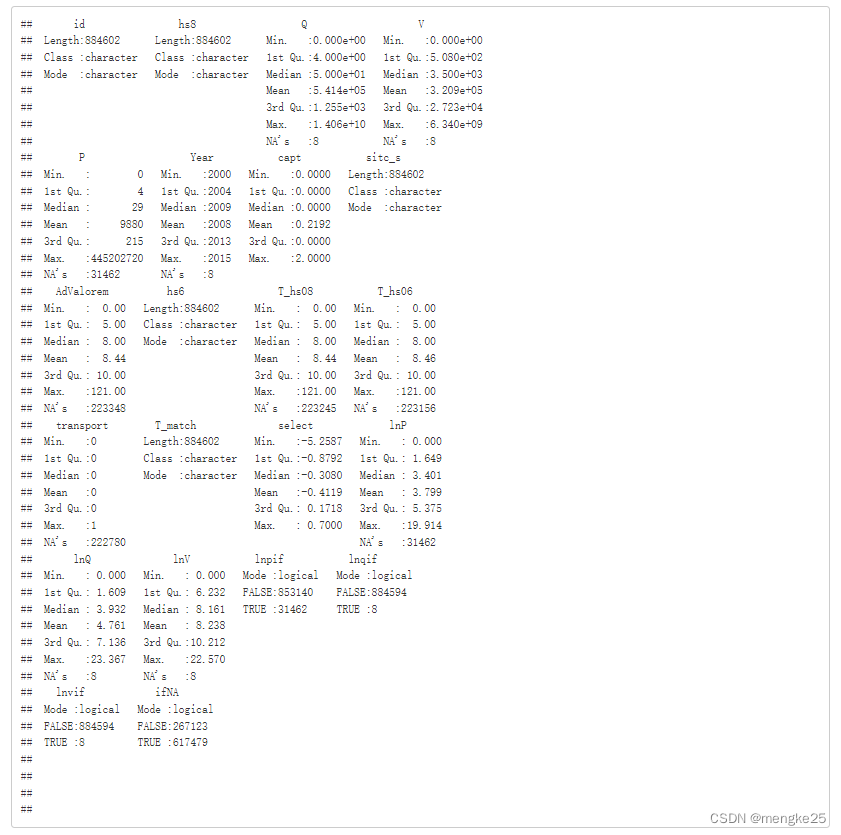 ##       id                hs8                  Q                   V
##  Length:884602      Length:884602      Min.   :0.000e+00   Min.   :0.000e+00
##  Class :character   Class :character   1st Qu.:4.000e+00   1st Qu.:5.080e+02
##  Mode  :character   Mode  :character   Median :5.000e+01   Median :3.500e+03
##                                        Mean   :5.414e+05   Mean   :3.209e+05
##                                        3rd Qu.:1.255e+03   3rd Qu.:2.723e+04
##                                        Max.   :1.406e+10   Max.   :6.340e+09
##                                        NA's   :8           NA's   :8
##        P                  Year           capt            sitc_s
##  Min.   :        0   Min.   :2000   Min.   :0.0000   Length:884602
##  1st Qu.:        4   1st Qu.:2004   1st Qu.:0.0000   Class :character
##  Median :       29   Median :2009   Median :0.0000   Mode  :character
##  Mean   :     9880   Mean   :2008   Mean   :0.2192
##  3rd Qu.:      215   3rd Qu.:2013   3rd Qu.:0.0000
##  Max.   :445202720   Max.   :2015   Max.   :2.0000
##  NA's   :31462       NA's   :8
##    AdValorem          hs6                T_hs08           T_hs06
##  Min.   :  0.00   Length:884602      Min.   :  0.00   Min.   :  0.00
##  1st Qu.:  5.00   Class :character   1st Qu.:  5.00   1st Qu.:  5.00
##  Median :  8.00   Mode  :character   Median :  8.00   Median :  8.00
##  Mean   :  8.44                      Mean   :  8.44   Mean   :  8.46
##  3rd Qu.: 10.00                      3rd Qu.: 10.00   3rd Qu.: 10.00
##  Max.   :121.00                      Max.   :121.00   Max.   :121.00
##  NA's   :223348                      NA's   :223245   NA's   :223156
##    transport        T_match              select             lnP
##  Min.   :0        Length:884602      Min.   :-5.2587   Min.   : 0.000
##  1st Qu.:0        Class :character   1st Qu.:-0.8792   1st Qu.: 1.649
##  Median :0        Mode  :character   Median :-0.3080   Median : 3.401
##  Mean   :0                           Mean   :-0.4119   Mean   : 3.799
##  3rd Qu.:0                           3rd Qu.: 0.1718   3rd Qu.: 5.375
##  Max.   :1                           Max.   : 0.7000   Max.   :19.914
##  NA's   :222780                                        NA's   :31462
##       lnQ              lnV           lnpif           lnqif
##  Min.   : 0.000   Min.   : 0.000   Mode :logical   Mode :logical
##  1st Qu.: 1.609   1st Qu.: 6.232   FALSE:853140    FALSE:884594
##  Median : 3.932   Median : 8.161   TRUE :31462     TRUE :8
##  Mean   : 4.761   Mean   : 8.238
##  3rd Qu.: 7.136   3rd Qu.:10.212
##  Max.   :23.367   Max.   :22.570
##  NA's   :8        NA's   :8
##    lnvif           ifNA
##  Mode :logical   Mode :logical
##  FALSE:884594    FALSE:267123
##  TRUE :8         TRUE :617479
##
##
##
##
CSDN @mengke25